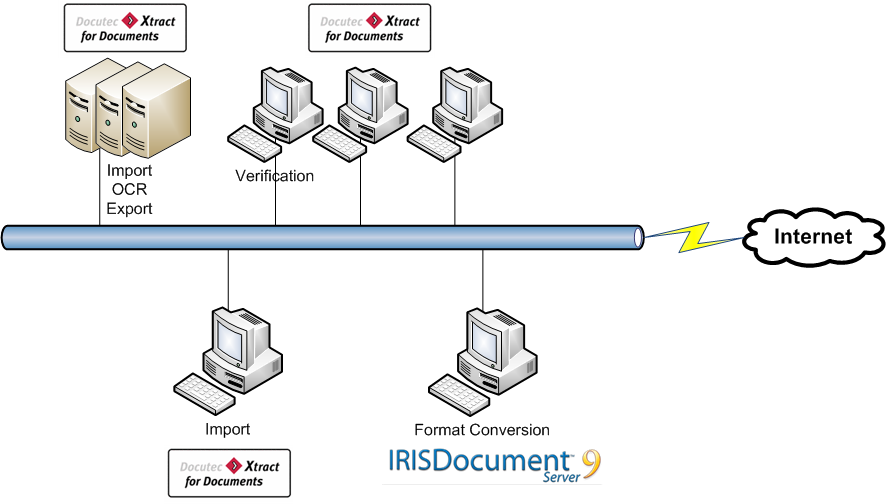 Docutec Xtract
for Documents
Docutec Xtract
for Documents
Import
OCR
Export
Verification
Internet
Import
Format Conversion
Docutec Xtract
for Documents
IRISDocument™ 9
Server